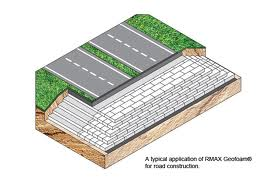 A typical application of RMAX Geofoam®
for road construction.